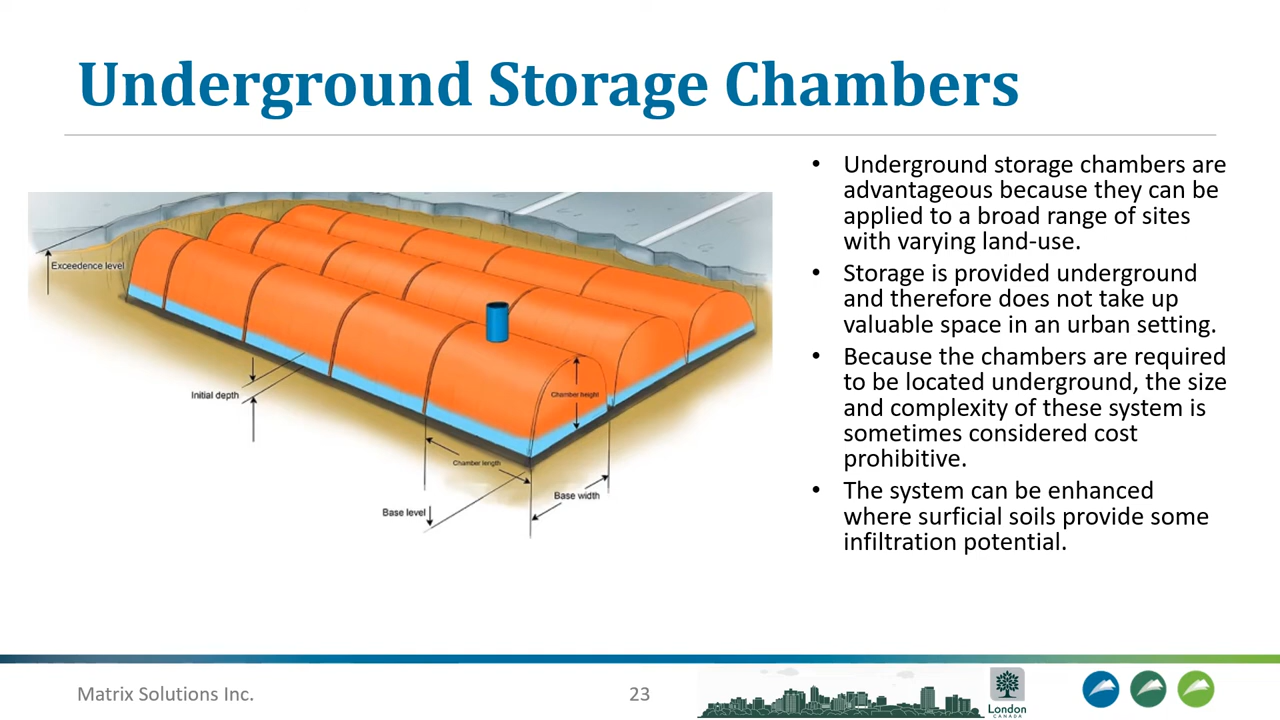 Underground Storage Chambers
Exceedence level
Initial depth
Chamber height
Chamber length
Base width
Base level
• Underground storage chambers are
advantageous because they can be
applied to a broad range of sites
with varying land-use.
• Storage is provided underground
and therefore does not take up
valuable space in an urban setting.
• Because the chambers are required
to be located underground, the size
and complexity of these system is
sometimes considered cost
prohibitive.
• The system can be enhanced
where surficial soils provide some
infiltration potential.
Matrix Solutions Inc.
23
London
CANADA